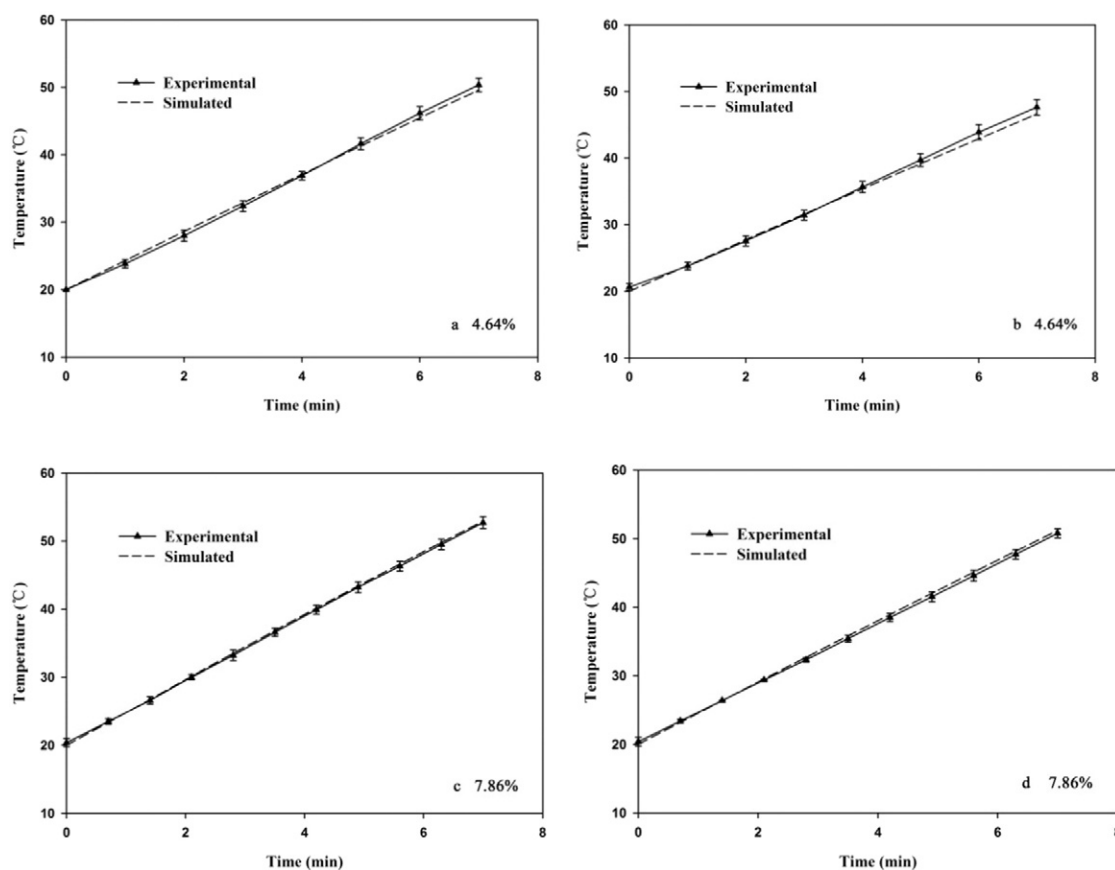 60
50
40
30
20
10
Temperature (℃)
Experimental
Simulated
a 4.64%
0 2 4 6 8
Time (min)
60
50
40
30
20
10
Temperature (℃)
Experimental
Simulated
b 4.64%
0 2 4 6 8
Time (min)
60
50
40
30
20
10
Temperature (℃)
Experimental
Simulated
c 7.86%
0 2 4 6 8
Time (min)
60
50
40
30
20
10
Temperature (℃)
Experimental
Simulated
d 7.86%
0 2 4 6 8
Time (min)